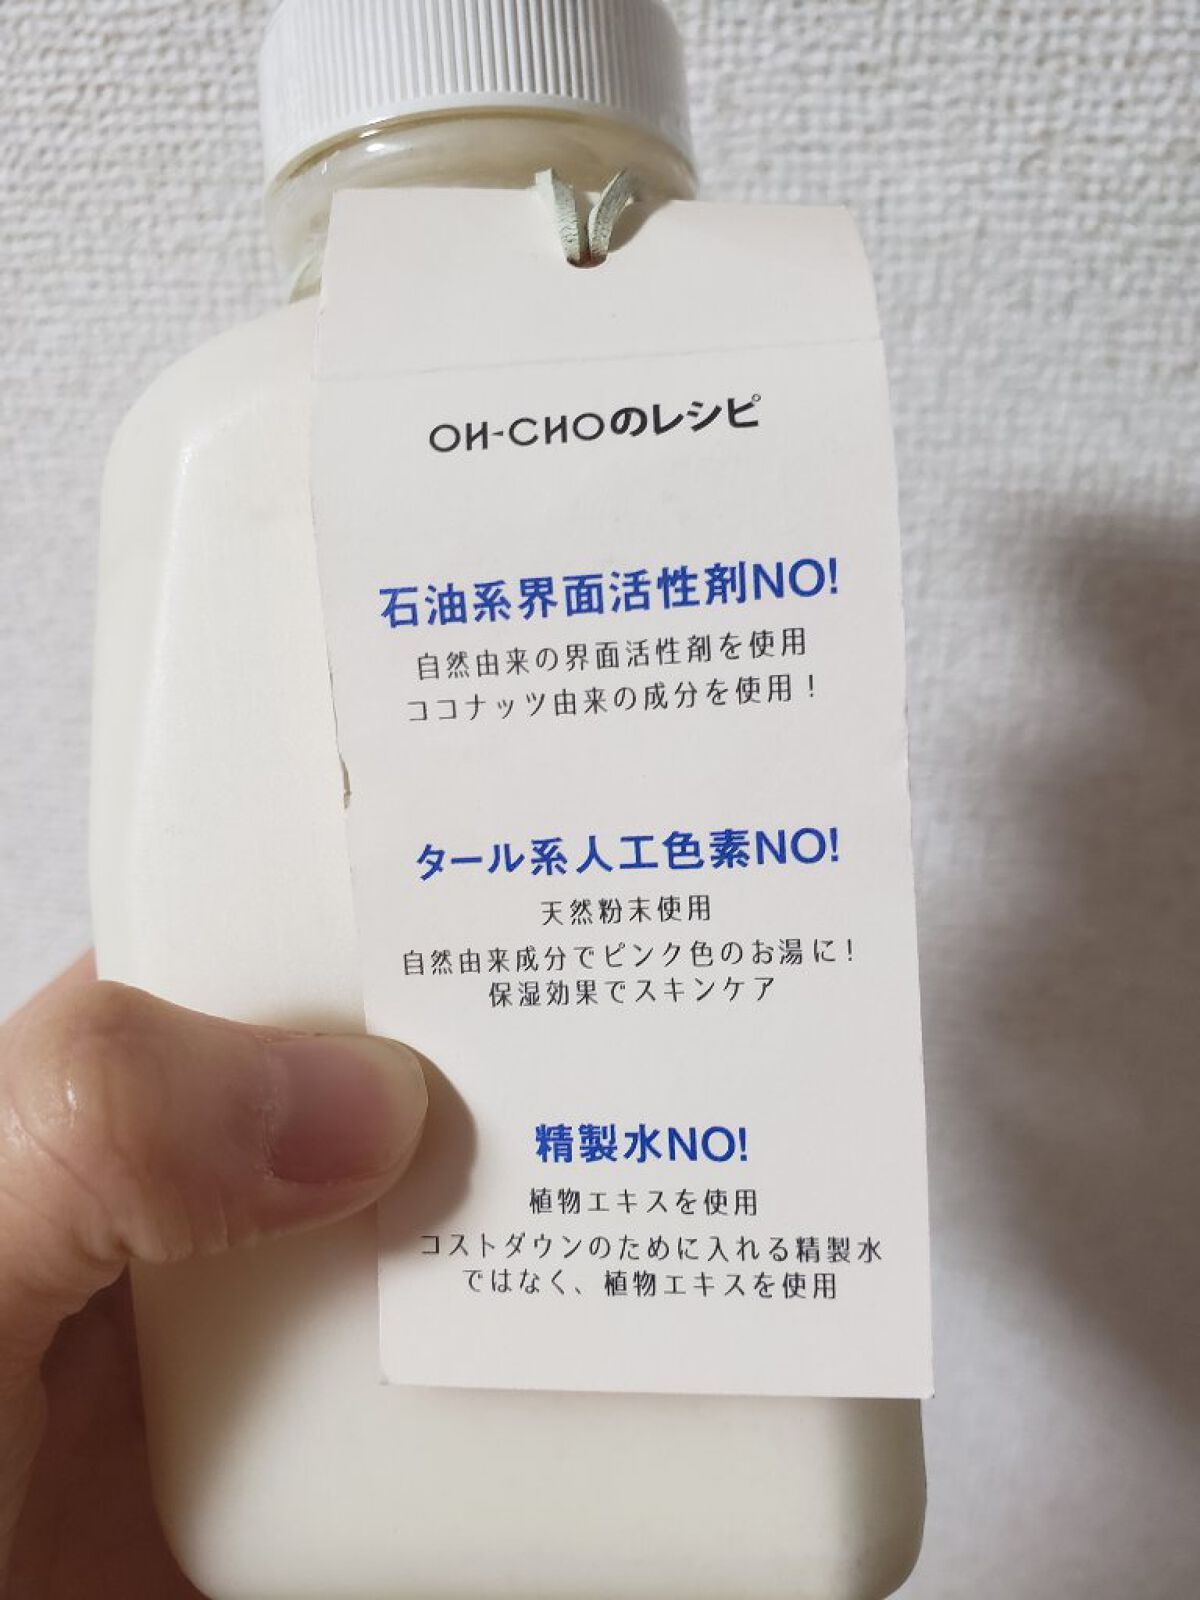 OH-CHOのレシピ
石油系界面活性剤NO!
自然由来の界面活性剤を使用
ココナッツ由来の成分を使用！
タール系人工色素NO!
天然粉末使用
自然由来成分でピンク色のお湯に！
保湿効果でスキンケア
精製水NO!
植物エキスを使用
コストダウンのために入れる精製水
ではなく、植物エキスを使用